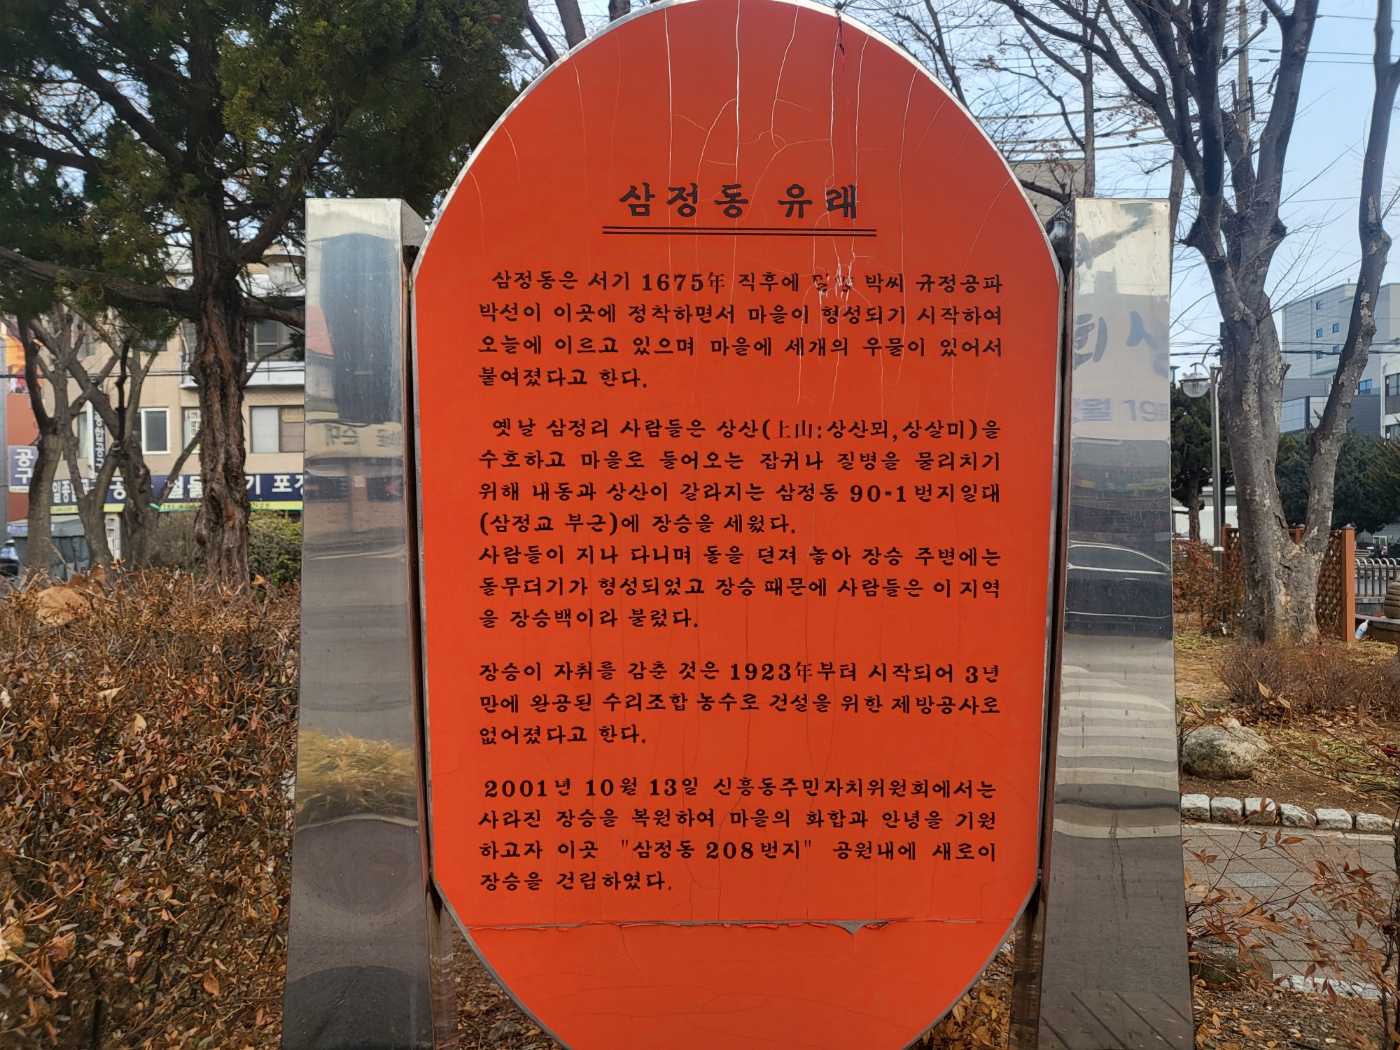 삼정동 유래
삼정동은 서기 1675年 직후에 박씨 규정공파
박선이 이곳에 정착하면서 마을이 형성되기 시작하여
오늘에 이르고 있으며 마을에 세개의 우물이 있어서
붙여졌다고 한다.
옛날 삼정리 사람들은 상산(上山:상산뫼,상살미)을
수호하고 마을로 들어오는 잡커나 질병을 물리치기
위해 내동과 상산이 갈라지는 삼정동 90-1번지일대
(삼정교 부근)에 장승을 세웠다.
사람들이 지나 다니며 돌을 던져 놓아 장승 주변에는
돌무더기가 형성되었고 장승 때문에 사람들은 이 지역
을 장승백이라 불렀다.
장승이 자취를 감춘 것은 1923年부터 시작되어 3년
만에 완공된 수리조합 농수로 건설을 위한 제방공사로
없어졌다고 한다.
2001년 10월 13일 신흥동주민자치위원회에서는
사라진 장승을 복원하여 마을의 화합과 안녕을 기원
하고자 이곳 "삼정동 208번지" 공원내에 새로이
장승을 건립하였다.